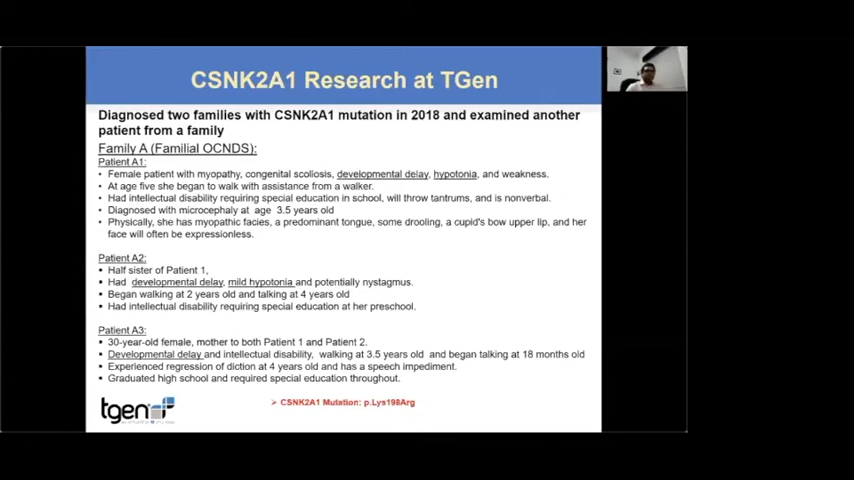 CSNK2A1 Research at TGen
Diagnosed two families with CSNK2A1 mutation in 2018 and examined another
patient from a family
Family A (Familial OCNDS):
Patient A1:
• Female patient with myopathy, congenital scoliosis, developmental delay, hypotonia, and weakness.
• At age five she began to walk with assistance from a walker.
• Had intellectual disability requiring special education in school, will throw tantrums, and is nonverbal.
• Diagnosed with microcephaly at age 3.5 years old
• Physically, she has myopathic facies, a predominant tongue, some drooling, a cupid's bow upper lip, and her
face will often be expressionless.
Patient A2:
▪ Half sister of Patient 1,
▪ Had developmental delay, mild hypotonia and potentially nystagmus.
▪ Began walking at 2 years old and talking at 4 years old
▪ Had intellectual disability requiring special education at her preschool.
Patient A3:
▪ 30-year-old female, mother to both Patient 1 and Patient 2.
▪ Developmental delay and intellectual disability, walking at 3.5 years old and began talking at 18 months old
▪ Experienced regression of diction at 4 years old and has a speech impediment.
▪ Graduated high school and required special education throughout.
➢ CSNK2A1 Mutation: p.Lys198Arg
tgen